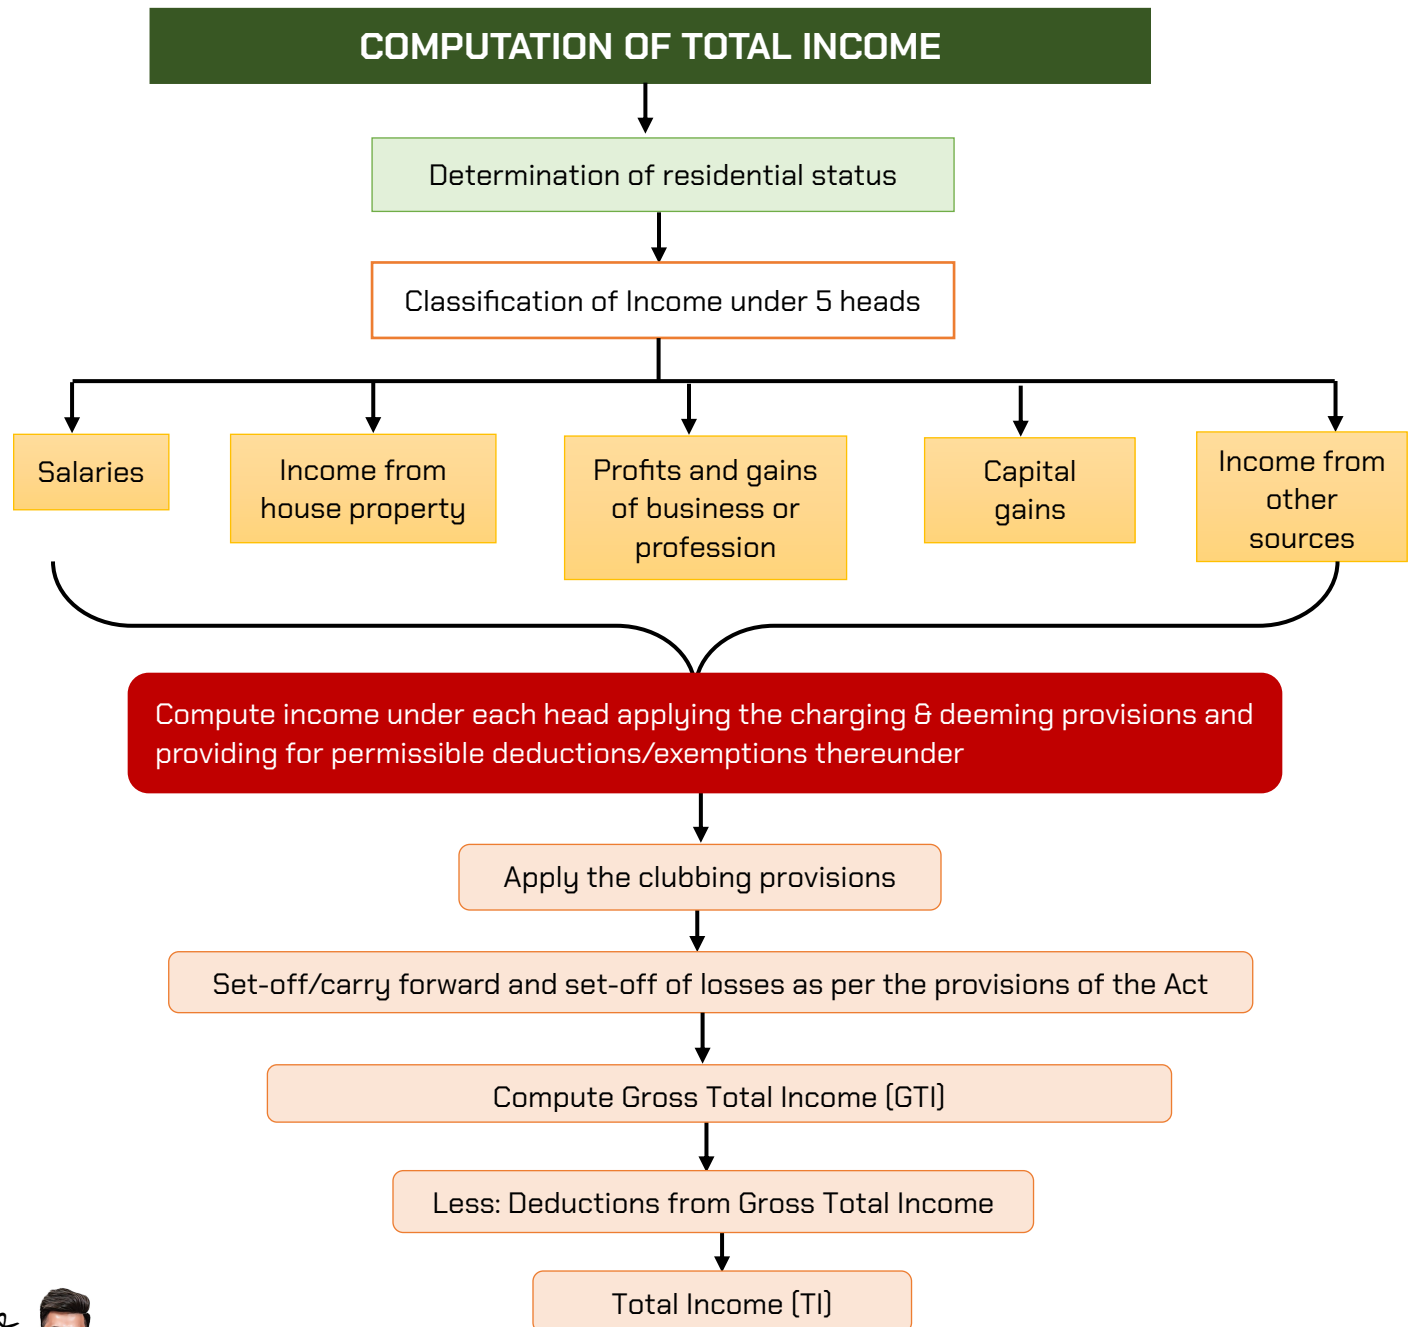 COMPUTATION OF TOTAL INCOME
Determination of residential status
Classification of Income under 5 heads
Salaries
Income from
house property
Profits and gains
of business or
profession
Capital
gains
Income from
other
sources
Compute income under each head applying the charging & deeming provisions and
providing for permissible deductions/exemptions thereunder
Apply the clubbing provisions
Set-off/carry forward and set-off of losses as per the provisions of the Act
Compute Gross Total Income (GTI)
Less: Deductions from Gross Total Income
Total Income (TI)